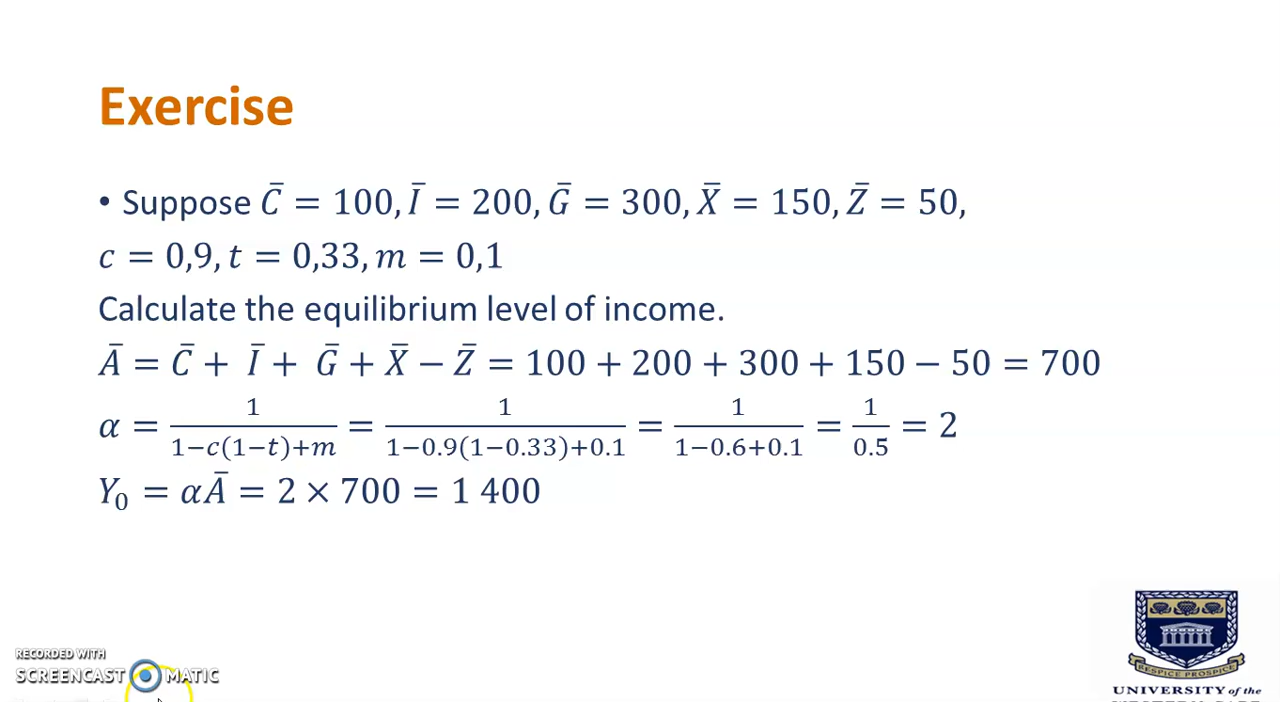 Exercise
• Suppose C̄ = 100, Ī = 200, Ḡ = 300, X̄ = 150, Z̄ = 50,
c = 0,9, t = 0,33, m = 0,1
Calculate the equilibrium level of income.
Ā = C̄ + Ī + Ḡ + X̄ − Z̄ = 100 + 200 + 300 + 150 − 50 = 700
α = 1/(1−c(1−t)+m) = 1/(1−0.9(1−0.33)+0.1) = 1/(1−0.6+0.1) = 1/0.5 = 2
Y₀ = αĀ = 2 × 700 = 1 400
RECORDED WITH
SCREENCAST MATIC
RESPICE PROSPICE
UNIVERSITY of the